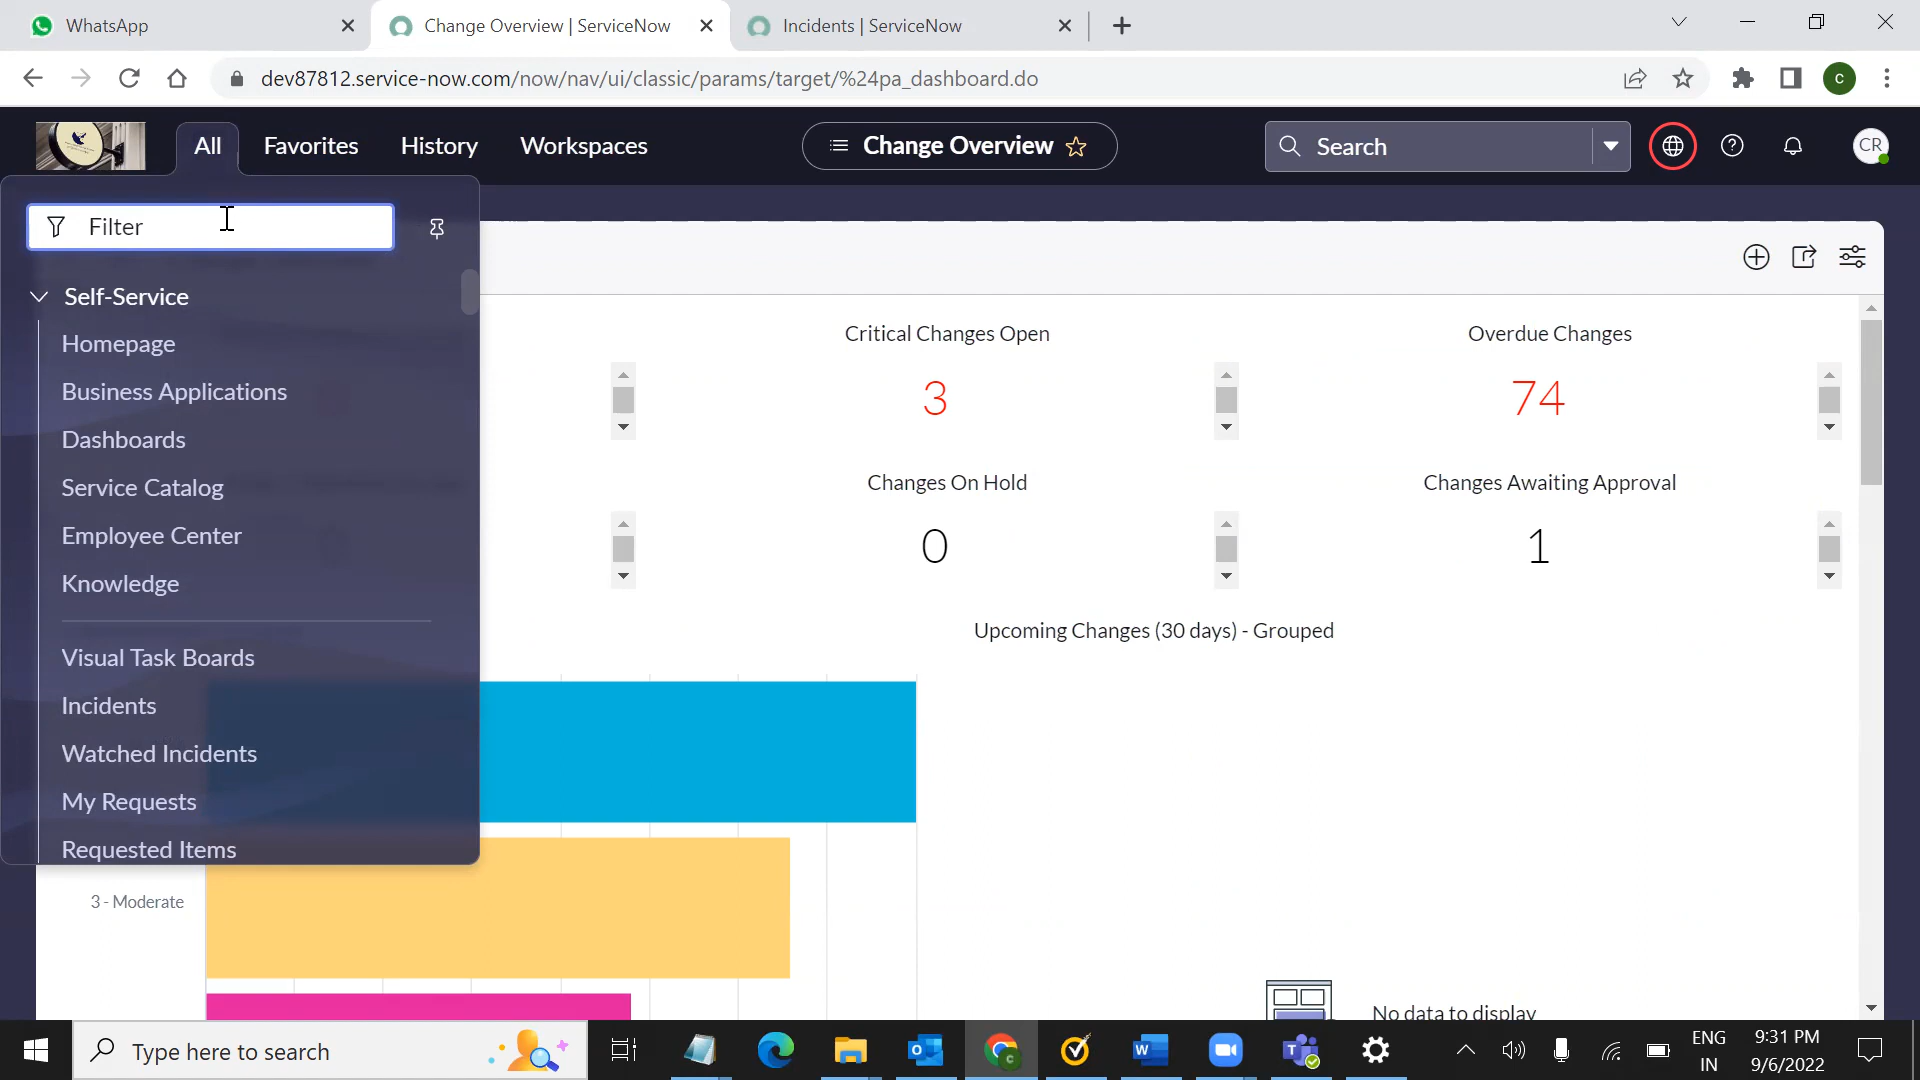 WhatsApp
Change Overview | ServiceNow
Incidents | ServiceNow
dev87812.service-now.com/now/nav/ui/classic/params/target/%24pa_dashboard.do
c
All
Favorites
History
Workspaces
Change Overview
Search
CR
Filter
Self-Service
Homepage
Business Applications
Dashboards
Service Catalog
Employee Center
Knowledge
Visual Task Boards
Incidents
Watched Incidents
My Requests
Requested Items
Critical Changes Open
3
Overdue Changes
74
Changes On Hold
0
Changes Awaiting Approval
1
Upcoming Changes (30 days) - Grouped
3 - Moderate
No data to display
Type here to search
ENG
IN
9:31 PM
9/6/2022